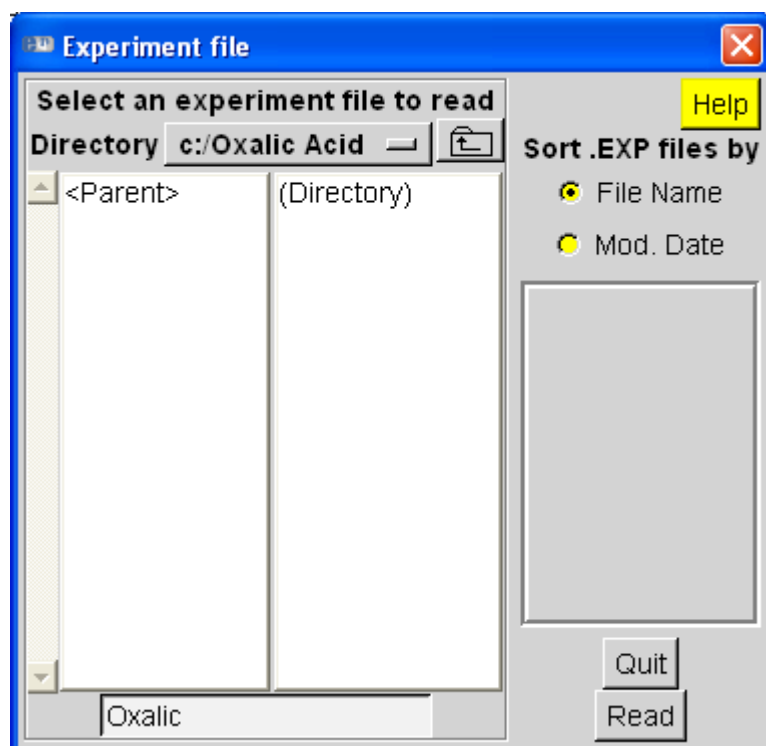 Experiment file
Select an experiment file to read
Directory c:/Oxalic Acid
<Parent> (Directory)
Oxalic
Help
Sort .EXP files by
File Name
Mod. Date
Quit
Read